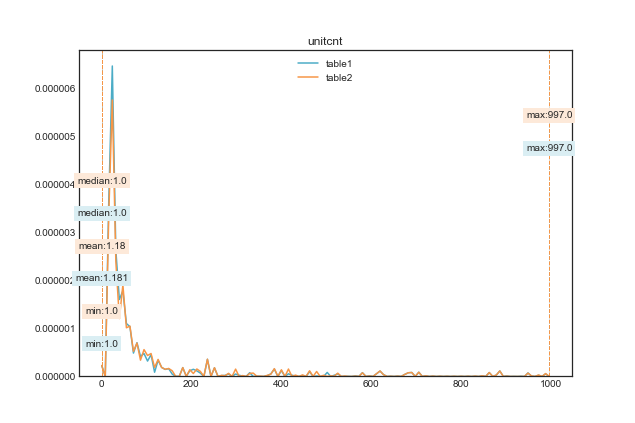 unitcnt
table1
table2
0.000006
0.000005
0.000004
0.000003
0.000002
0.000001
0.000000
max:997.0
max:997.0
median:1.0
median:1.0
mean:1.18
mean:1.181
min:1.0
min:1.0
0
200
400
600
800
1000